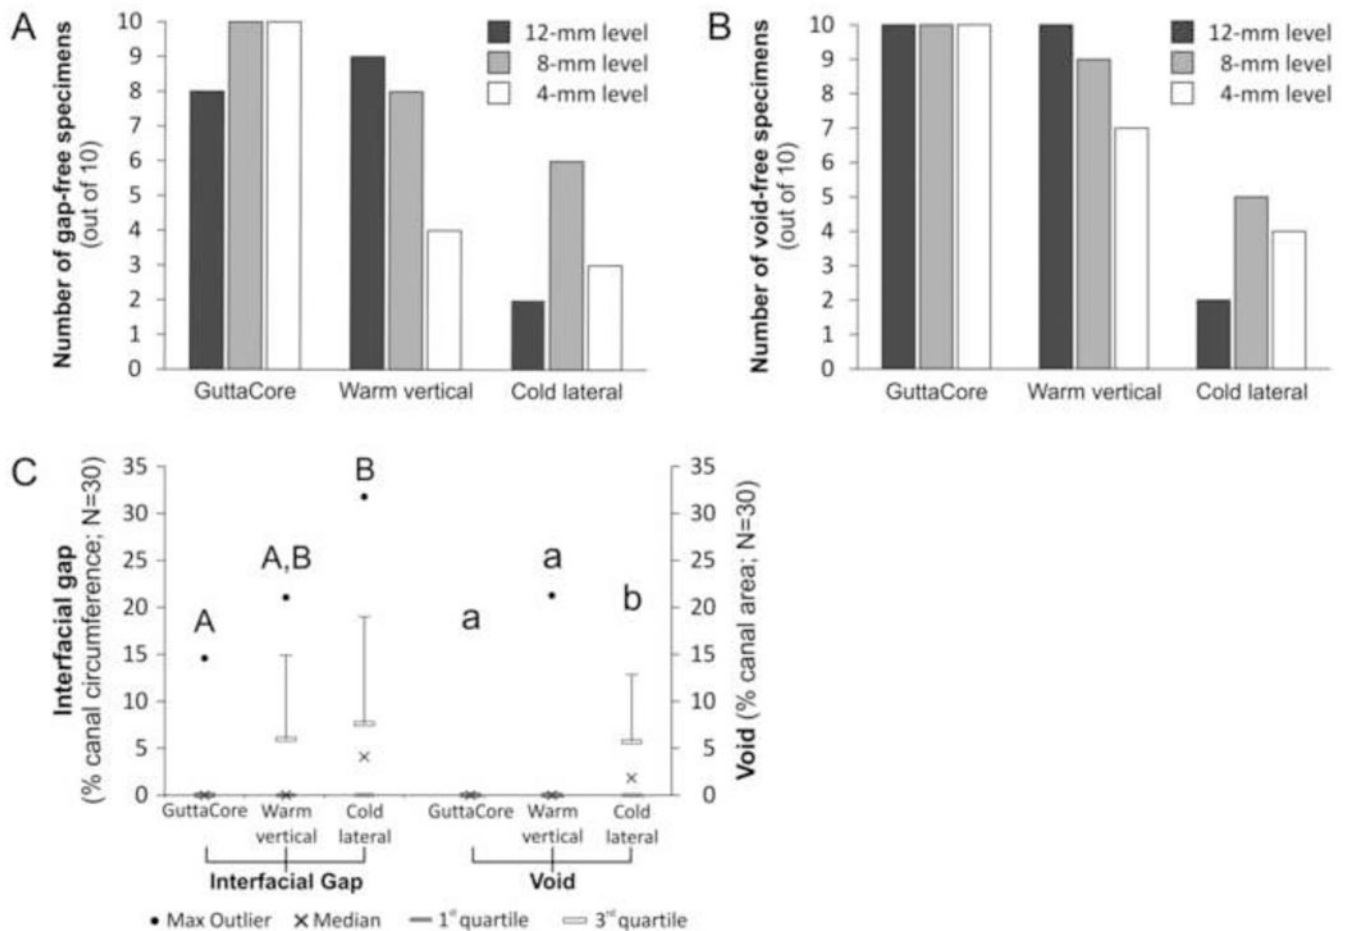 A
Number of gap-free specimens
(out of 10)
10
9
8
7
6
5
4
3
2
1
0
12-mm level
8-mm level
4-mm level
GuttaCore Warm vertical Cold lateral
B
Number of void-free specimens
(out of 10)
10
9
8
7
6
5
4
3
2
1
0
12-mm level
8-mm level
4-mm level
GuttaCore Warm vertical Cold lateral
C
Interfacial gap
(% canal circumference; N=30)
35
30
25
20
15
10
5
0
A
A,B
B
a
a
b
35
30
25
20
15
10
5
0
Void (% canal area; N=30)
GuttaCore Warm vertical Cold lateral GuttaCore Warm vertical Cold lateral
Interfacial Gap Void
Max Outlier Median 1st quartile 3rd quartile